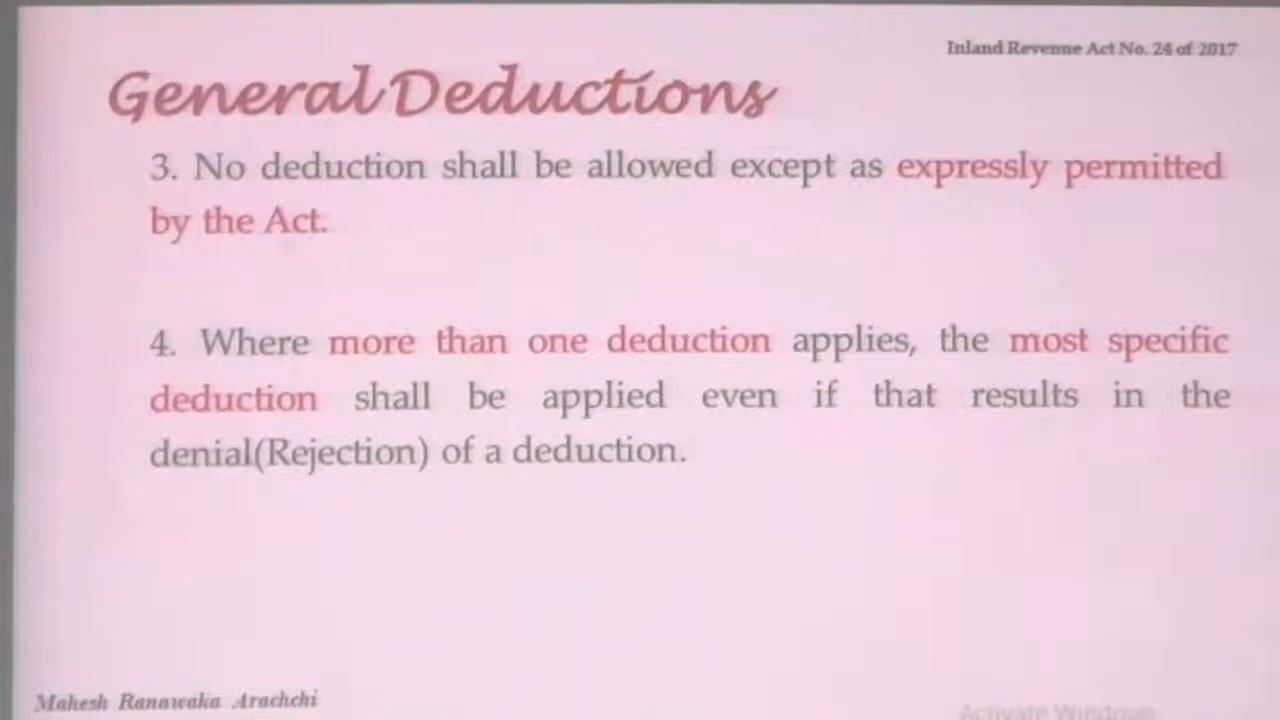 Inland Revenue Act No. 24 of 2017
General Deductions
3. No deduction shall be allowed except as expressly permitted
by the Act.
4. Where more than one deduction applies, the most specific
deduction shall be applied even if that results in the
denial(Rejection) of a deduction.
Mahesh Ranawaka Arachchi
Activate Windows